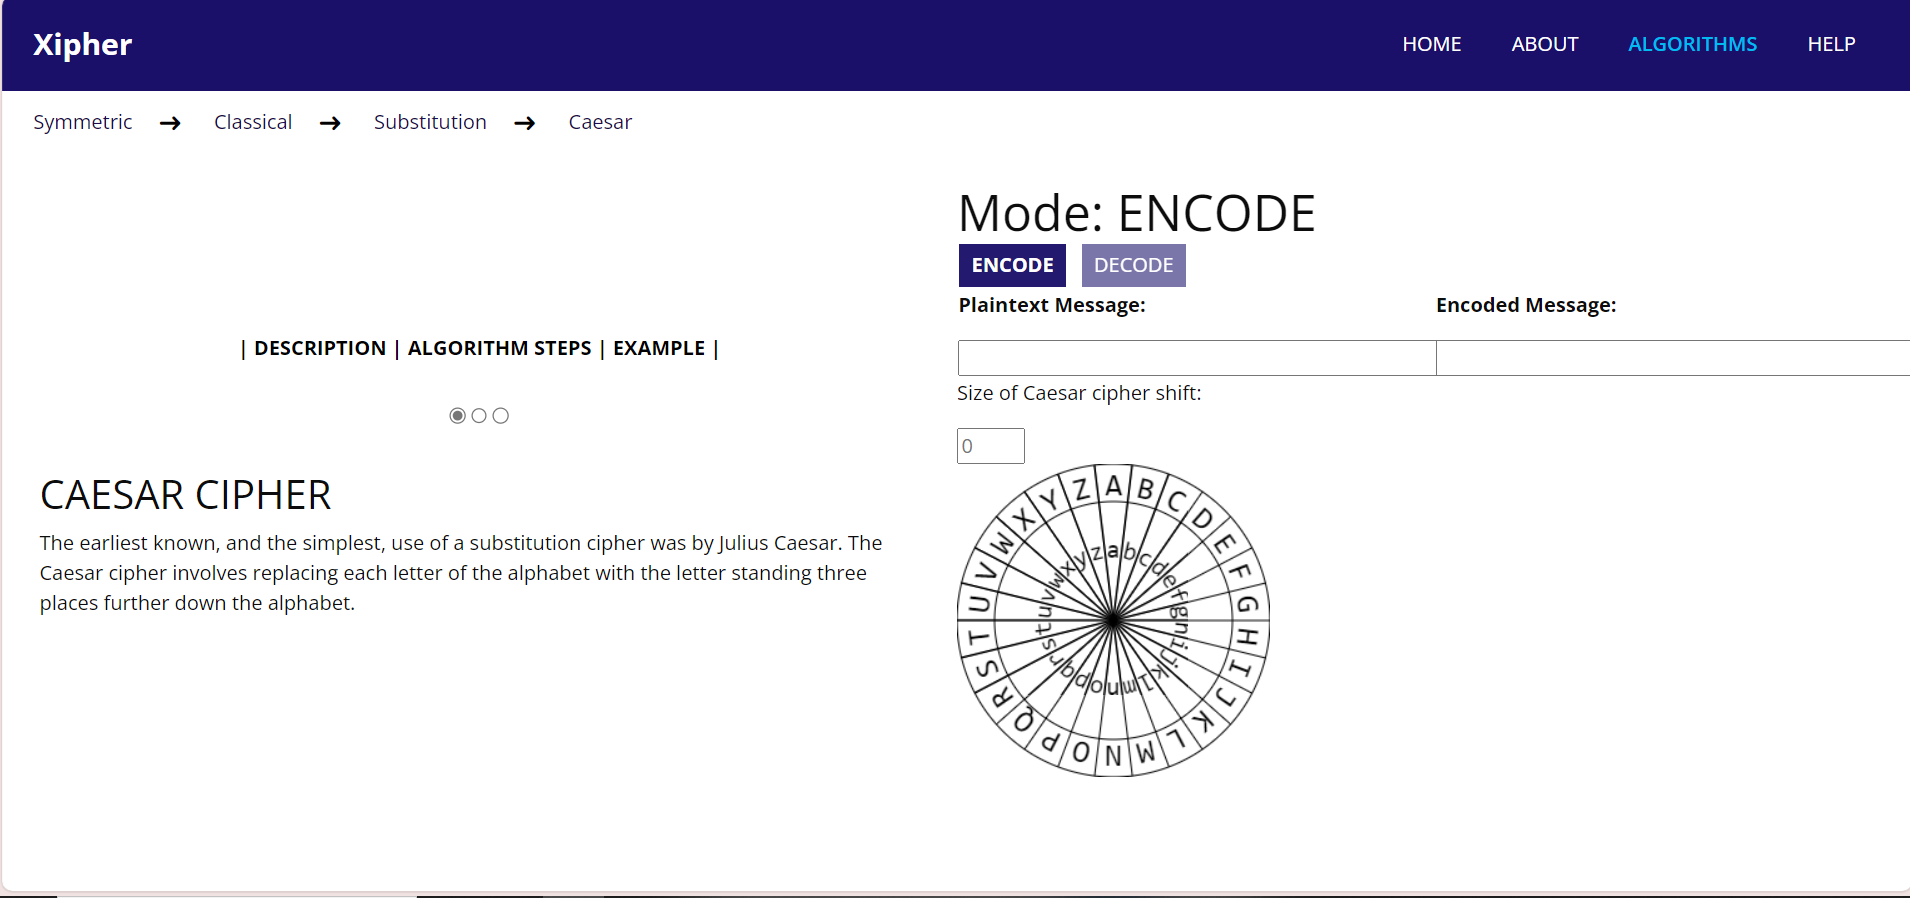 Xipher
HOME ABOUT ALGORITHMS HELP
Symmetric → Classical → Substitution → Caesar
| DESCRIPTION | ALGORITHM STEPS | EXAMPLE |
CAESAR CIPHER
The earliest known, and the simplest, use of a substitution cipher was by Julius Caesar. The
Caesar cipher involves replacing each letter of the alphabet with the letter standing three
places further down the alphabet.
Mode: ENCODE
ENCODE DECODE
Plaintext Message: Encoded Message:
Size of Caesar cipher shift:
0
A B C D E F G H I J K L M N O P Q R S T U V W X Y Z
a b c d e f g h i j k l m n o p q r s t u v w x y z